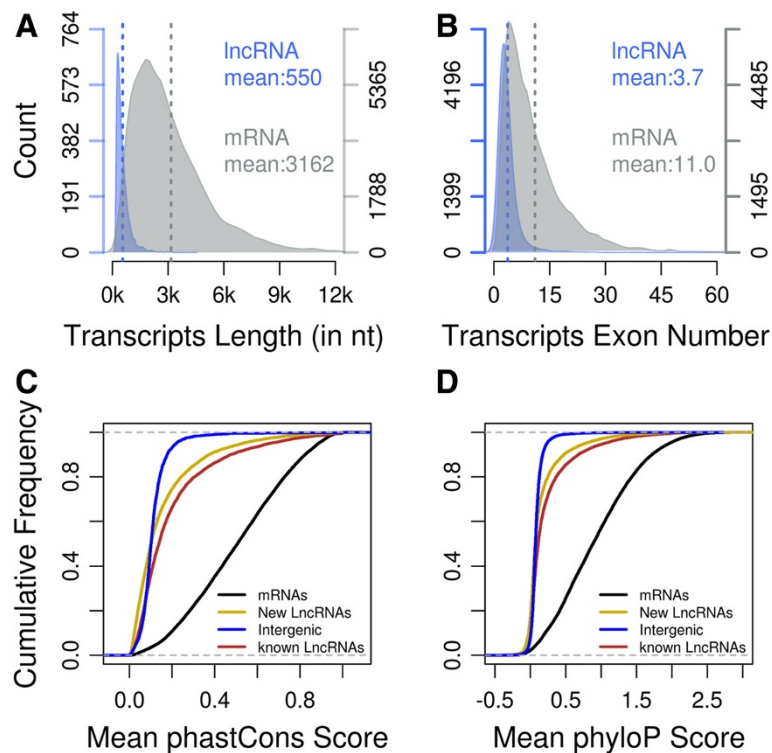 A
Count
764
573
382
191
0
lncRNA
mean:550
mRNA
mean:3162
5365
1788
0
0k
3k
6k
9k
12k
Transcripts Length (in nt)
B
4196
1399
0
lncRNA
mean:3.7
mRNA
mean:11.0
4485
1495
0
0
15
30
45
60
Transcripts Exon Number
C
Cumulative Frequency
0.8
0.4
0.0
mRNAs
New LncRNAs
Intergenic
known LncRNAs
0.0
0.4
0.8
Mean phastCons Score
D
0.8
0.4
0.0
mRNAs
New LncRNAs
Intergenic
known LncRNAs
-0.5
0.5
1.5
2.5
Mean phyloP Score